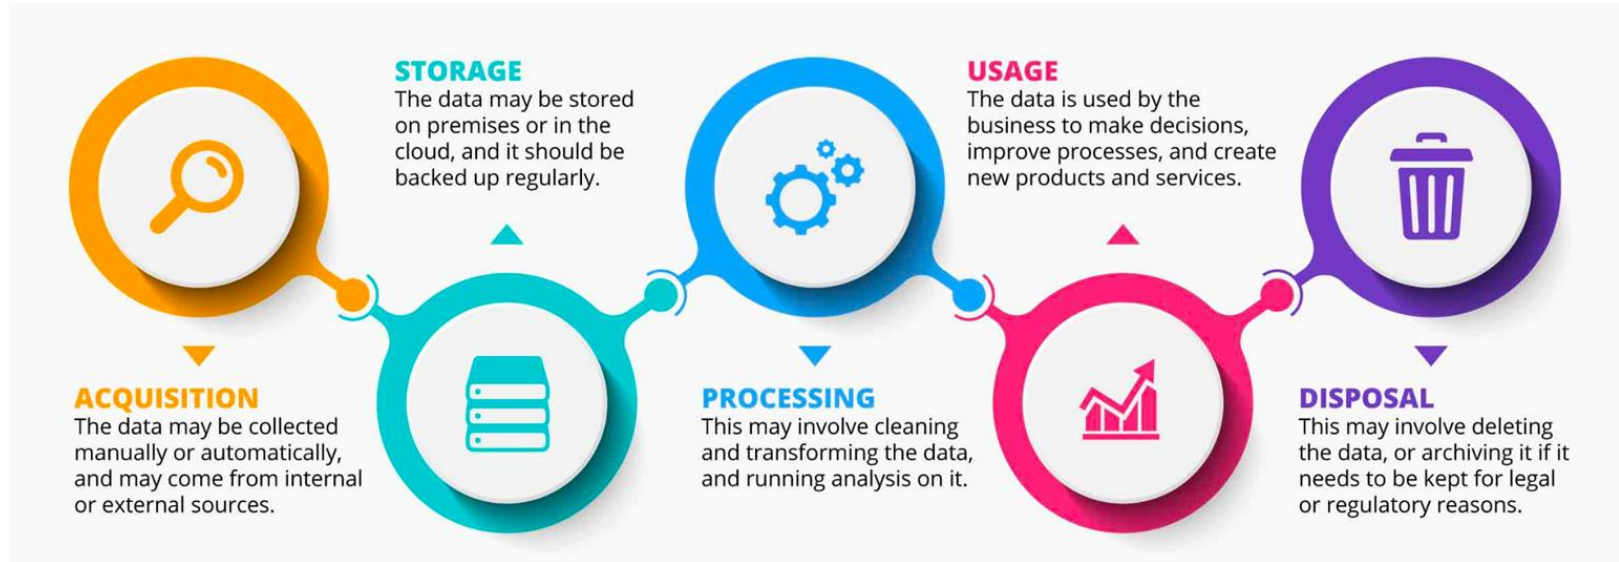 ACQUISITION
The data may be collected
manually or automatically,
and may come from internal
or external sources.
STORAGE
The data may be stored
on premises or in the
cloud, and it should be
backed up regularly.
PROCESSING
This may involve cleaning
and transforming the data,
and running analysis on it.
USAGE
The data is used by the
business to make decisions,
improve processes, and create
new products and services.
DISPOSAL
This may involve deleting
the data, or archiving it if it
needs to be kept for legal
or regulatory reasons.